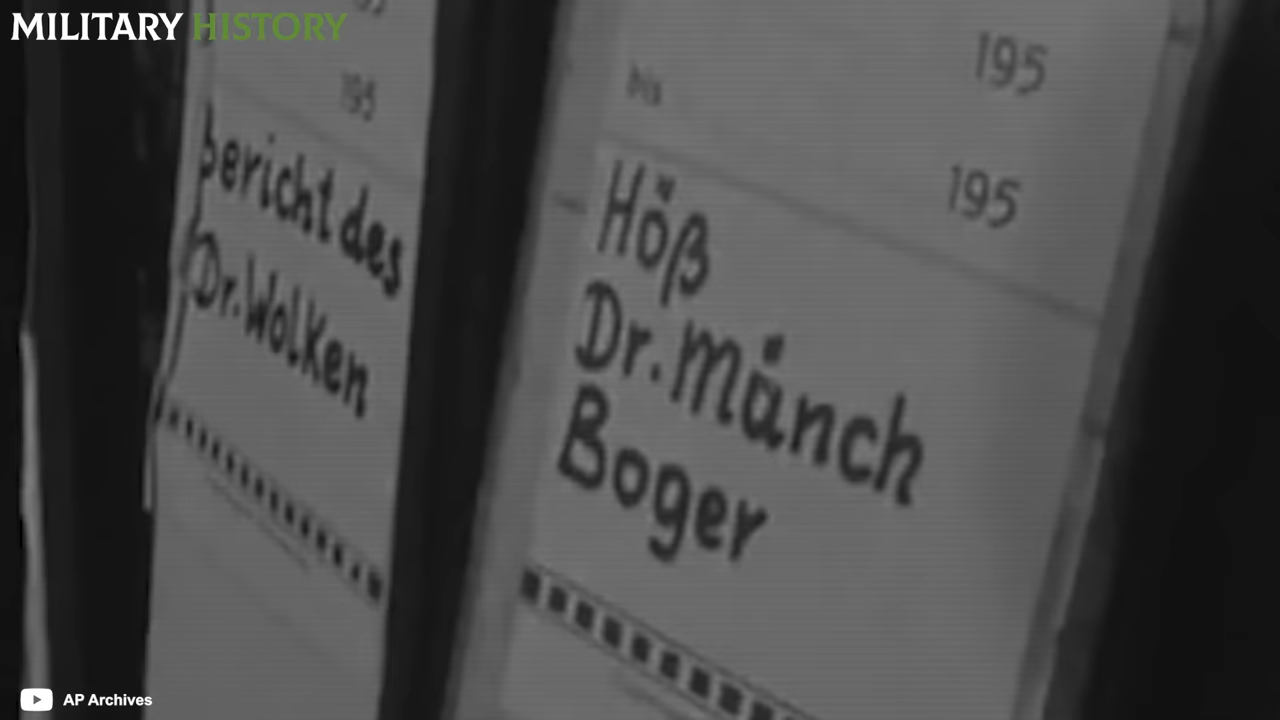 MILITARY HISTORY
195
bericht des
Dr. Wolken
195
bis 195
Höß
Dr. Münch
Boger
AP Archives